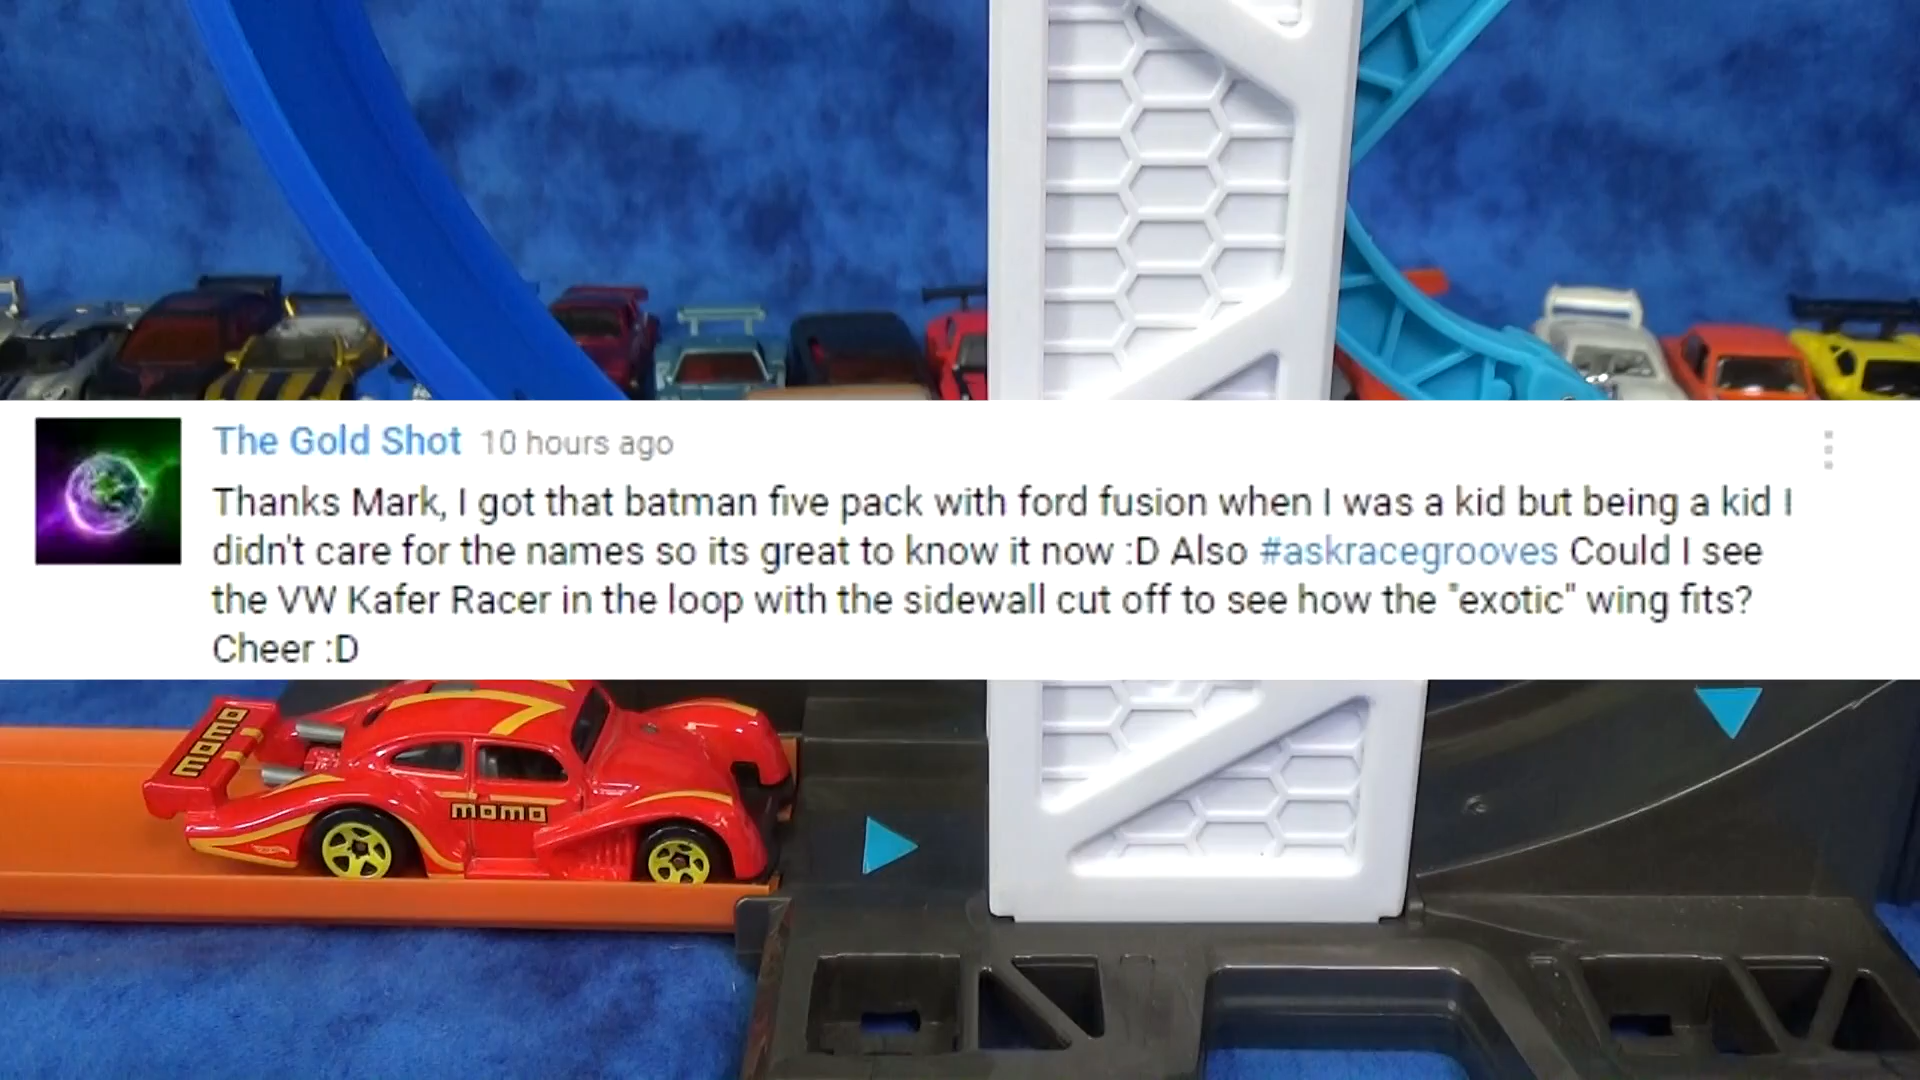 The Gold Shot 10 hours ago
Thanks Mark, I got that batman five pack with ford fusion when I was a kid but being a kid I
didn't care for the names so its great to know it now :D Also #askracegrooves Could I see
the VW Kafer Racer in the loop with the sidewall cut off to see how the "exotic" wing fits?
Cheer :D
momo
momo